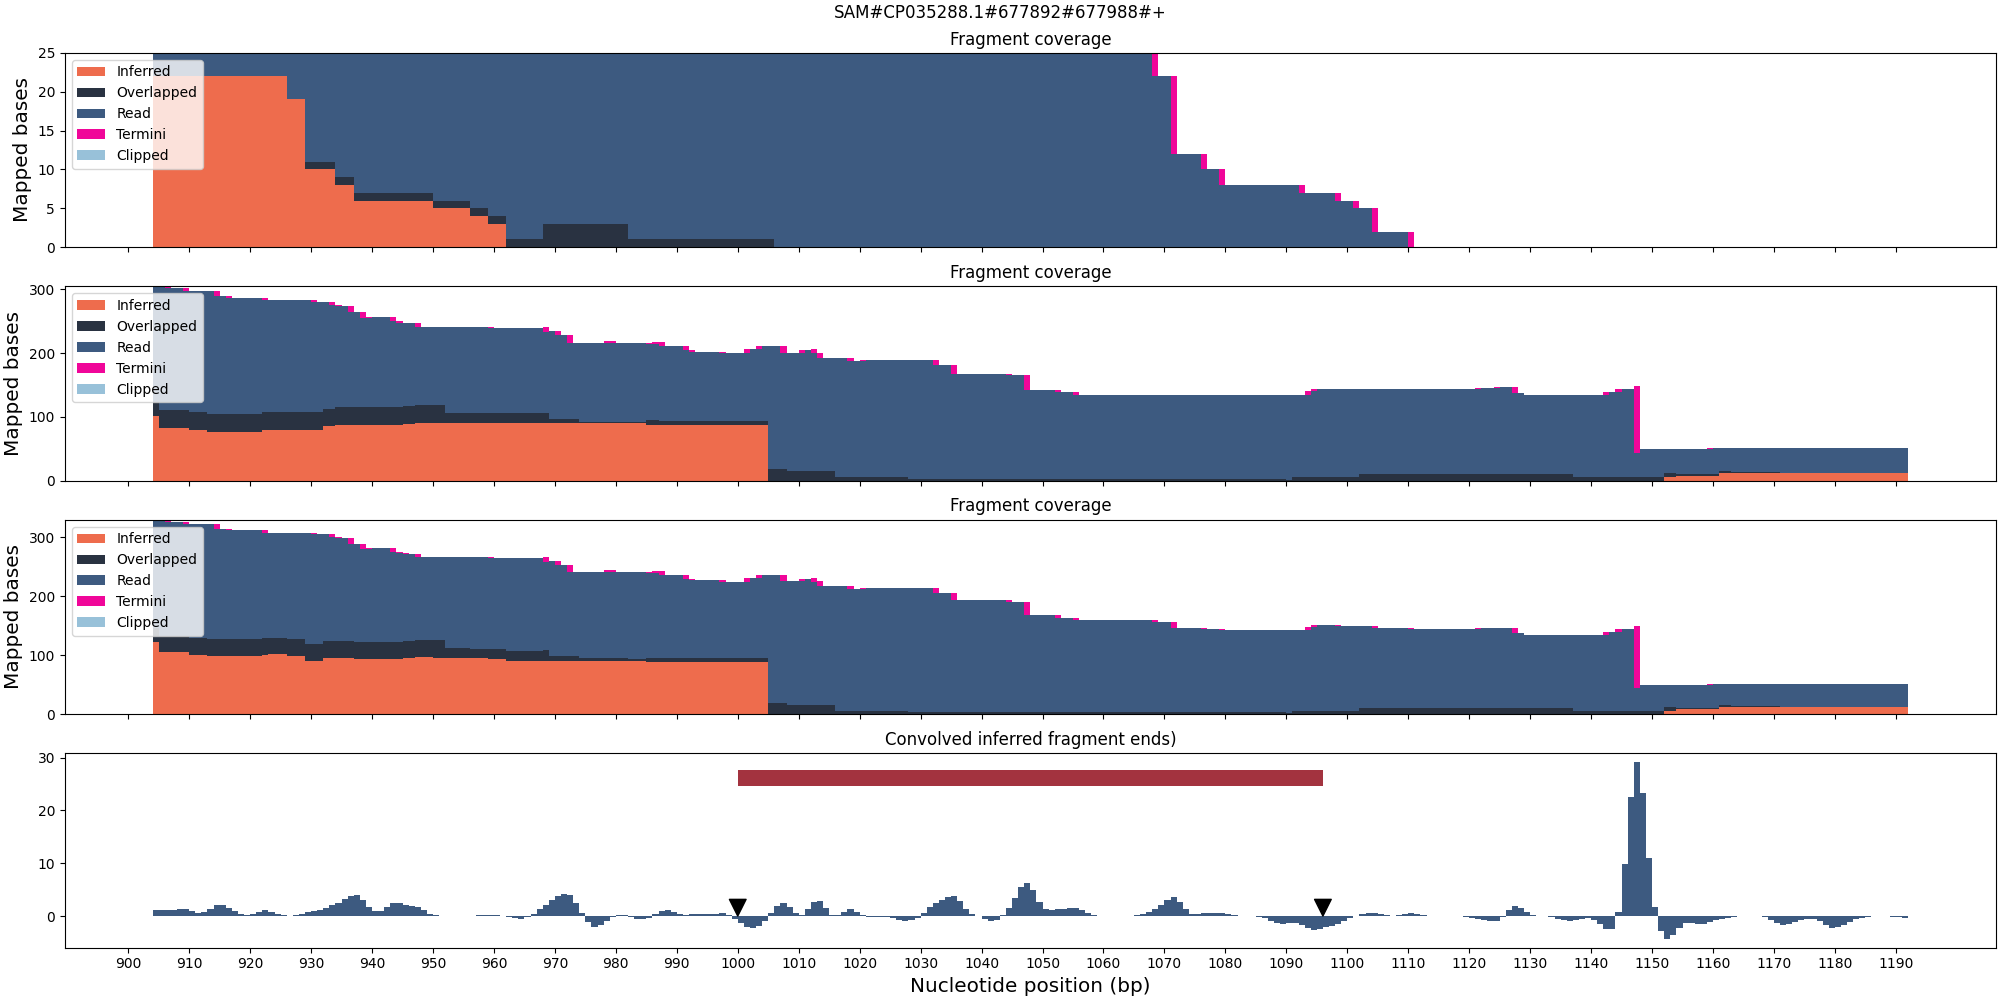 SAM#CP035288.1#677892#677988#+
Fragment coverage
Mapped bases
25
20
15
10
5
0
Inferred
Overlapped
Read
Termini
Clipped
Fragment coverage
Mapped bases
300
200
100
0
Inferred
Overlapped
Read
Termini
Clipped
Fragment coverage
Mapped bases
300
200
100
0
Inferred
Overlapped
Read
Termini
Clipped
Convolved inferred fragment ends)
30
20
10
0
900 910 920 930 940 950 960 970 980 990 1000 1010 1020 1030 1040 1050 1060 1070 1080 1090 1100 1110 1120 1130 1140 1150 1160 1170 1180 1190
Nucleotide position (bp)